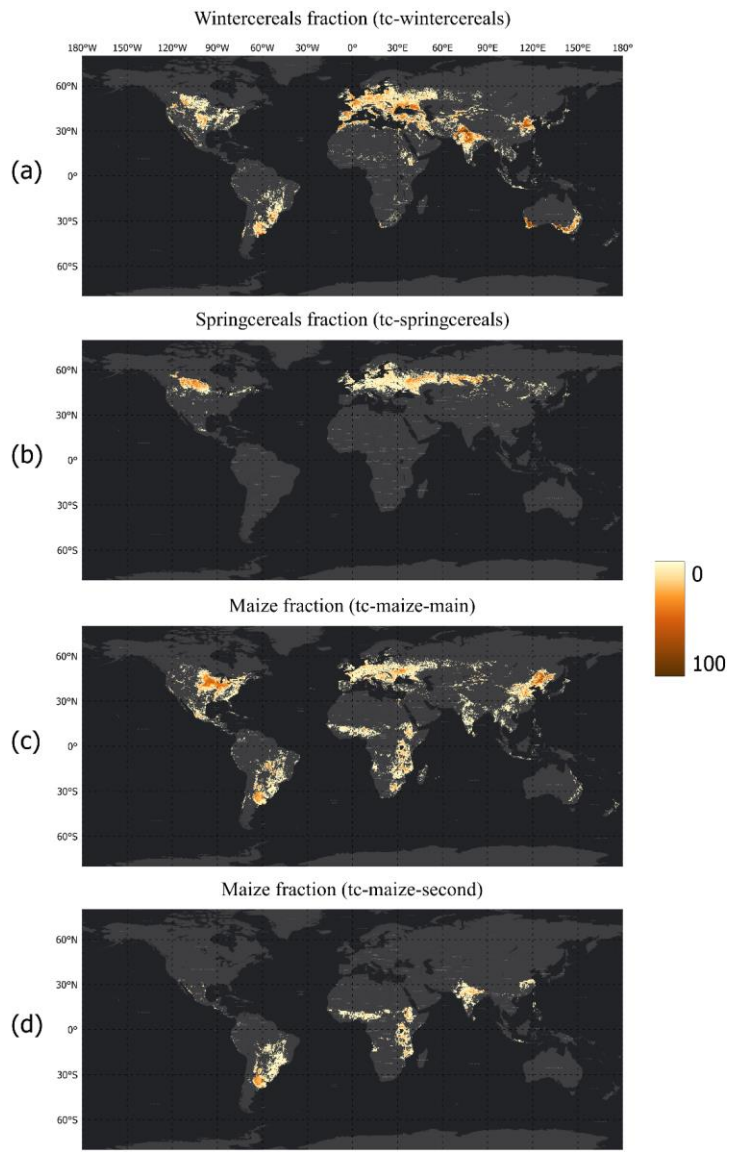 Wintercereals fraction (tc-wintercereals)
180°W 150°W 120°W 90°W 60°W 30°W 0° 30°E 60°E 90°E 120°E 150°E 180°
60°N
30°N
(a)
0°
30°S
60°S
Springcereals fraction (tc-springcereals)
60°N
30°N
(b)
0°
30°S
60°S
0
100
Maize fraction (tc-maize-main)
60°N
30°N
(c)
0°
30°S
60°S
Maize fraction (tc-maize-second)
60°N
30°N
(d)
0°
30°S
60°S